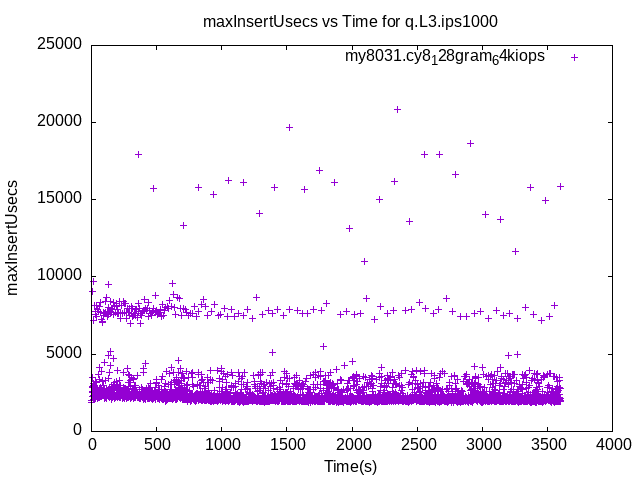 maxInsertUsecs vs Time for q.L3.ips1000
my8031.cy8₁28gram₆4kiops
25000
20000
15000
10000
5000
0
maxInsertUsecs
0 500 1000 1500 2000 2500 3000 3500 4000
Time(s)